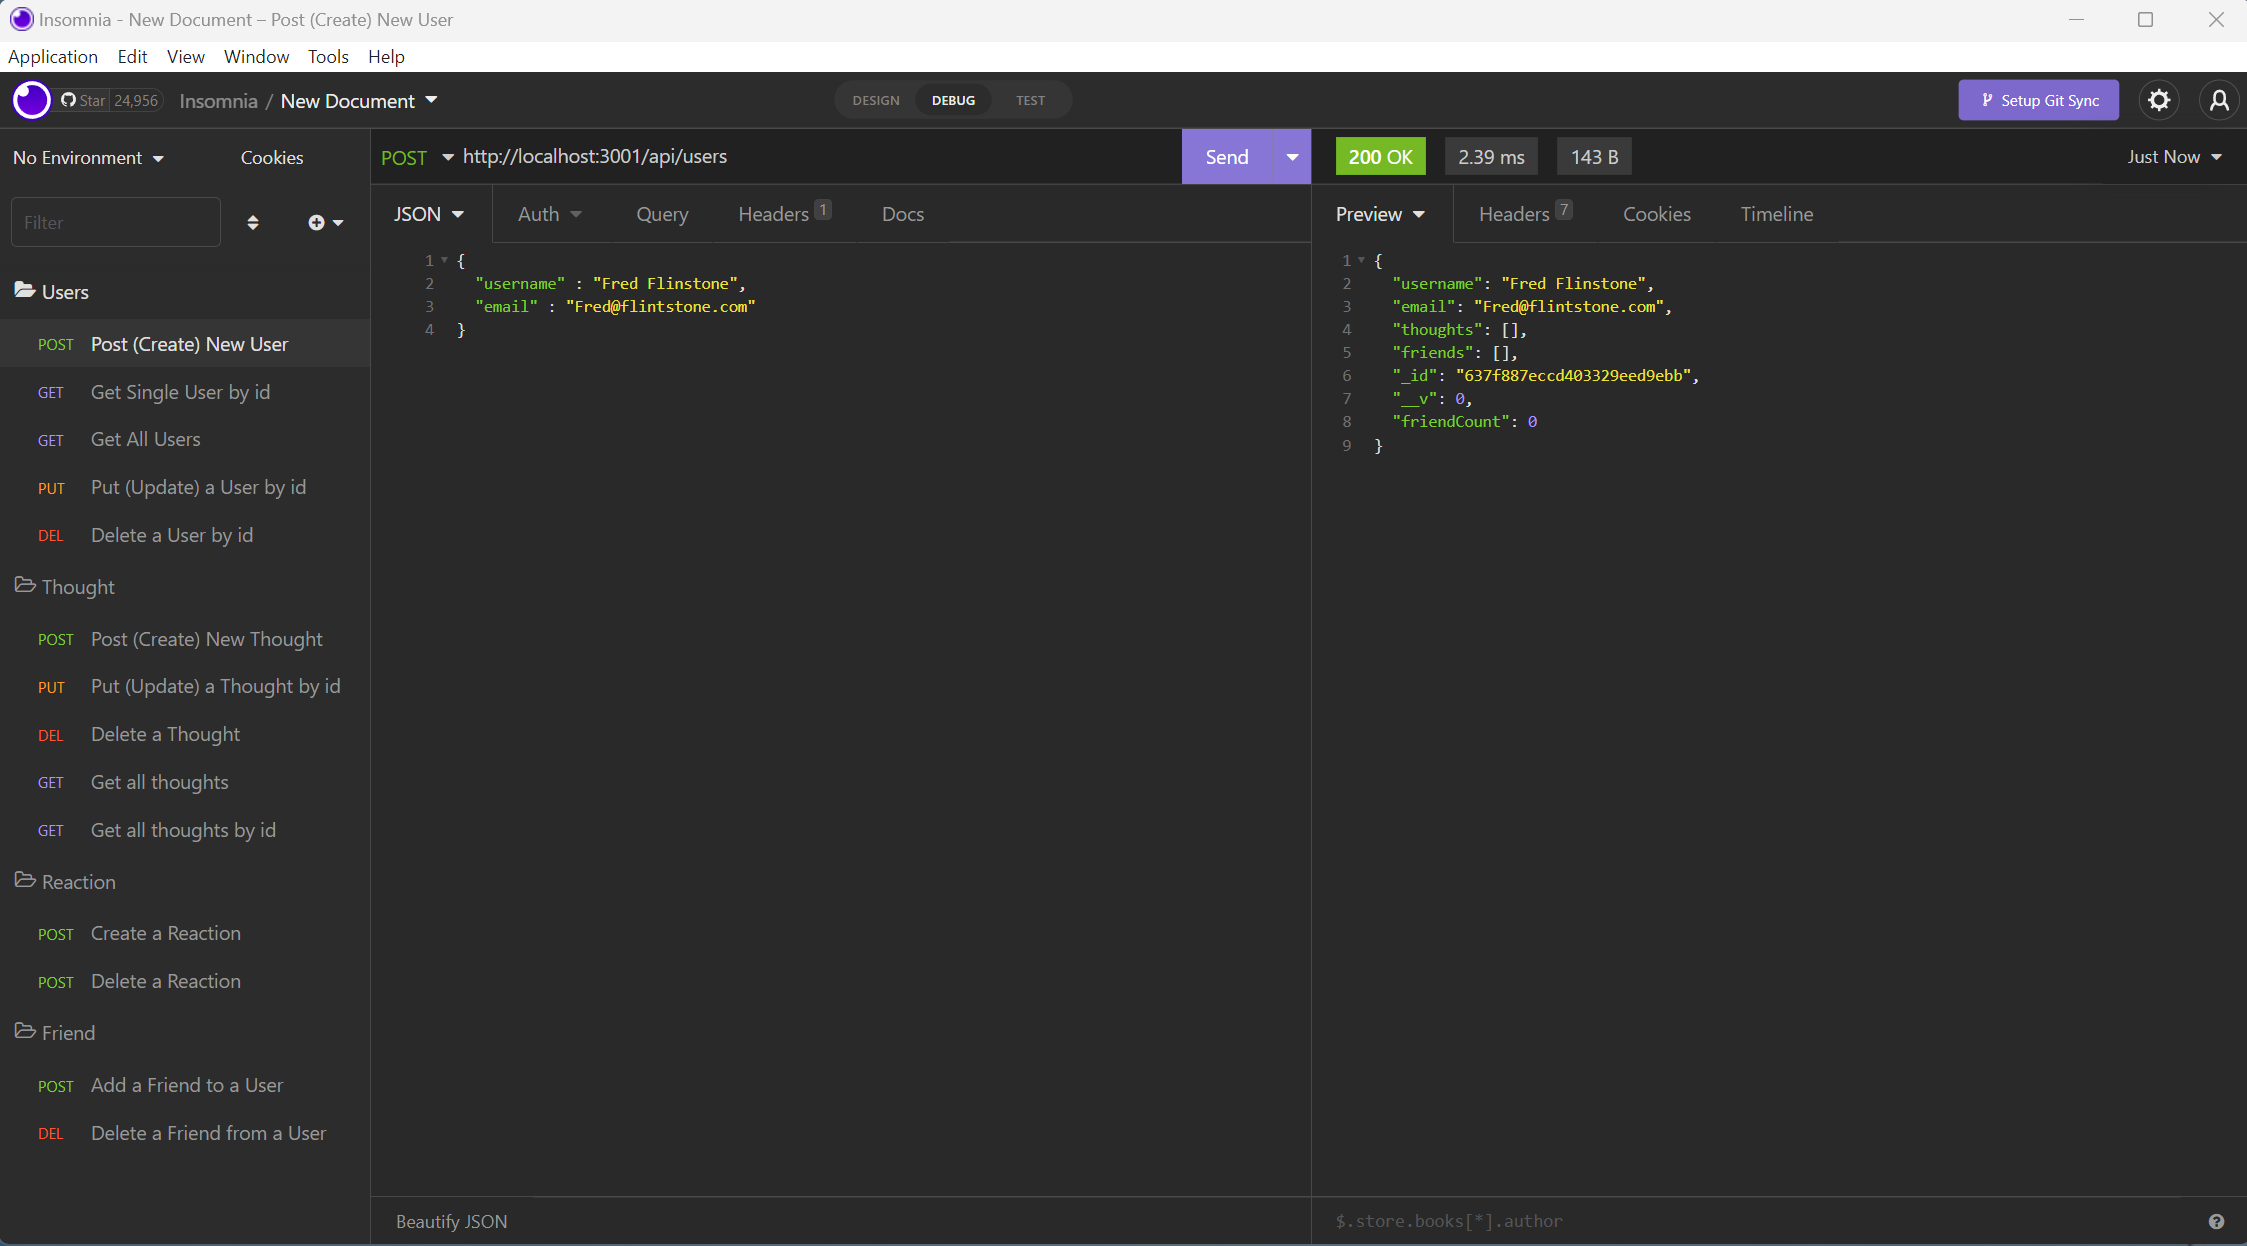 Insomnia - New Document – Post (Create) New User
Application Edit View Window Tools Help
Star 24,956 Insomnia / New Document DESIGN DEBUG TEST Setup Git Sync
No Environment Cookies
Filter
Users
POST Post (Create) New User
GET Get Single User by id
GET Get All Users
PUT Put (Update) a User by id
DEL Delete a User by id
Thought
POST Post (Create) New Thought
PUT Put (Update) a Thought by id
DEL Delete a Thought
GET Get all thoughts
GET Get all thoughts by id
Reaction
POST Create a Reaction
POST Delete a Reaction
Friend
POST Add a Friend to a User
DEL Delete a Friend from a User
POST http://localhost:3001/api/users Send
JSON Auth Query Headers 1 Docs
1 {
2 "username" : "Fred Flinstone",
3 "email" : "Fred@flintstone.com"
4 }
Beautify JSON
200 OK 2.39 ms 143 B Just Now
Preview Headers 7 Cookies Timeline
1 {
2 "username": "Fred Flinstone",
3 "email": "Fred@flintstone.com",
4 "thoughts": [],
5 "friends": [],
6 "_id": "637f887eccd403329eed9ebb",
7 "__v": 0,
8 "friendCount": 0
9 }
$.store.books[*].author